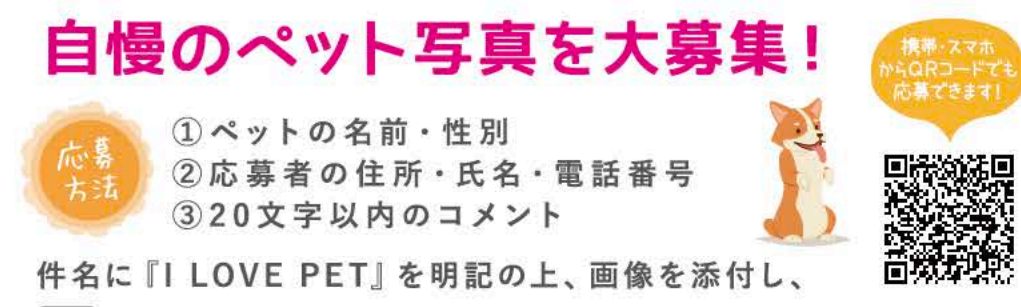 自慢のペット写真を大募集！
携帯・スマホ
からQRコードでも
応募できます！
応募
方法
①ペットの名前・性別
②応募者の住所・氏名・電話番号
③20文字以内のコメント
件名に『I LOVE PET』を明記の上、画像を添付し、